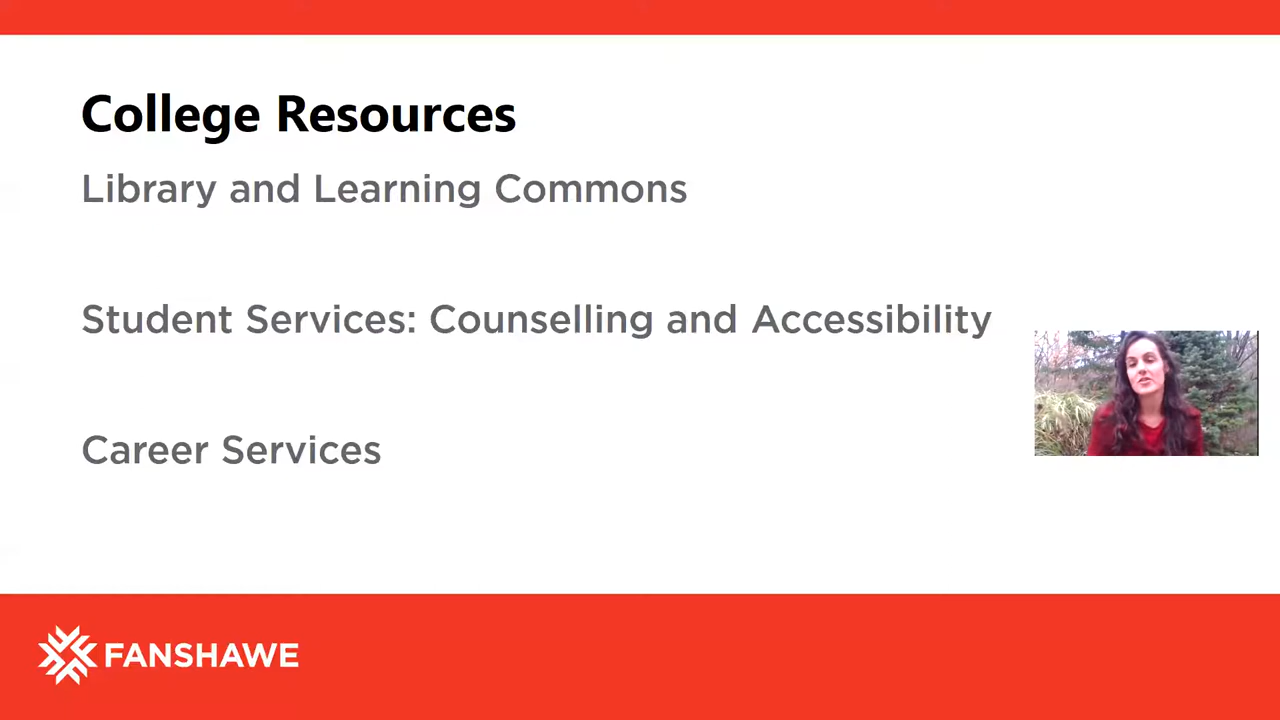 College Resources
Library and Learning Commons
Student Services: Counselling and Accessibility
Career Services
FANSHAWE